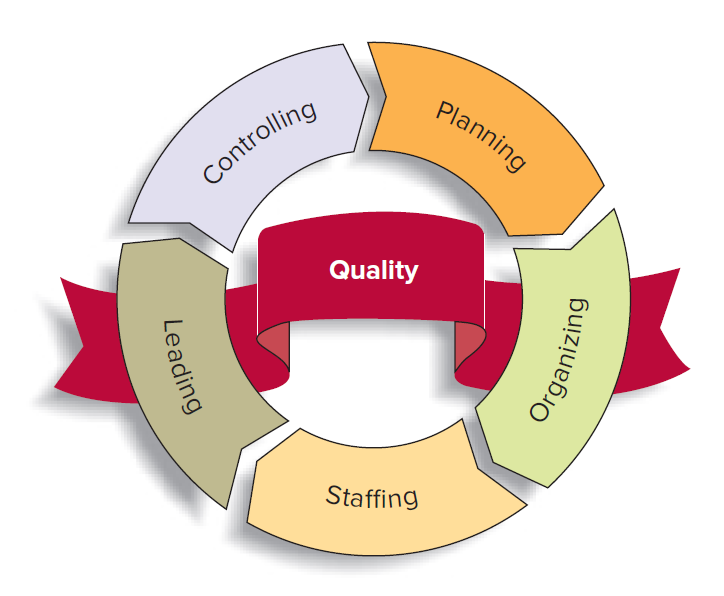 Controlling
Planning
Quality
Leading
Organizing
Staffing